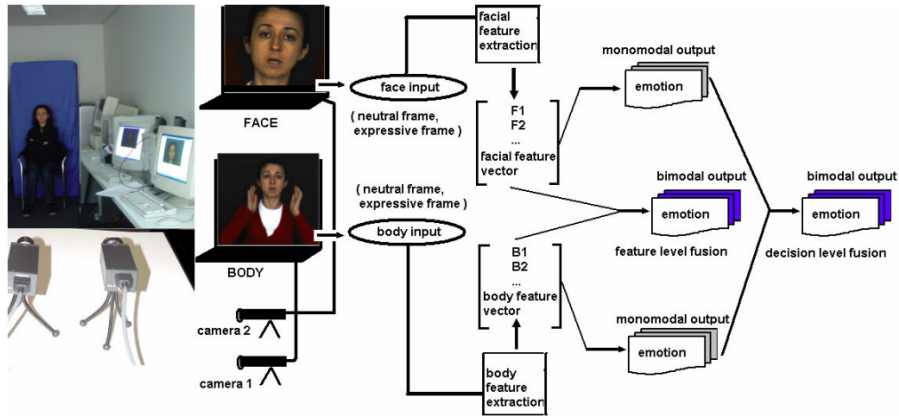 facial
feature
extraction
monomodal output
emotion
face input
FACE
( neutral frame,
expressive frame )
F1
F2
...
facial feature
vector
( neutral frame,
expressive frame )
body input
BODY
bimodal output
emotion
feature level fusion
bimodal output
emotion
decision level fusion
B1
B2
...
body feature
vector
monomodal output
emotion
camera 2
camera 1
body
feature
extraction